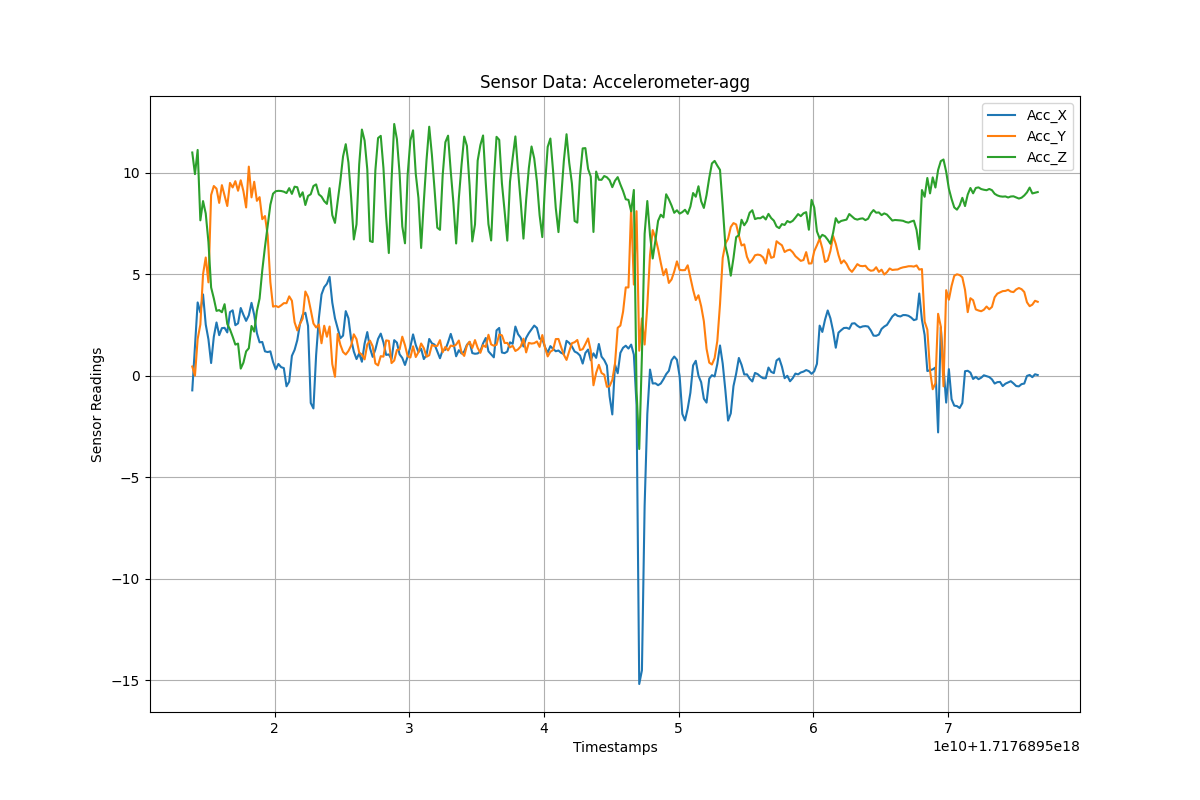 Sensor Data: Accelerometer-agg
Acc_X
Acc_Y
Acc_Z
10
5
0
−5
−10
−15
Sensor Readings
2 3 4 5 6 7
Timestamps
1e10+1.7176895e18